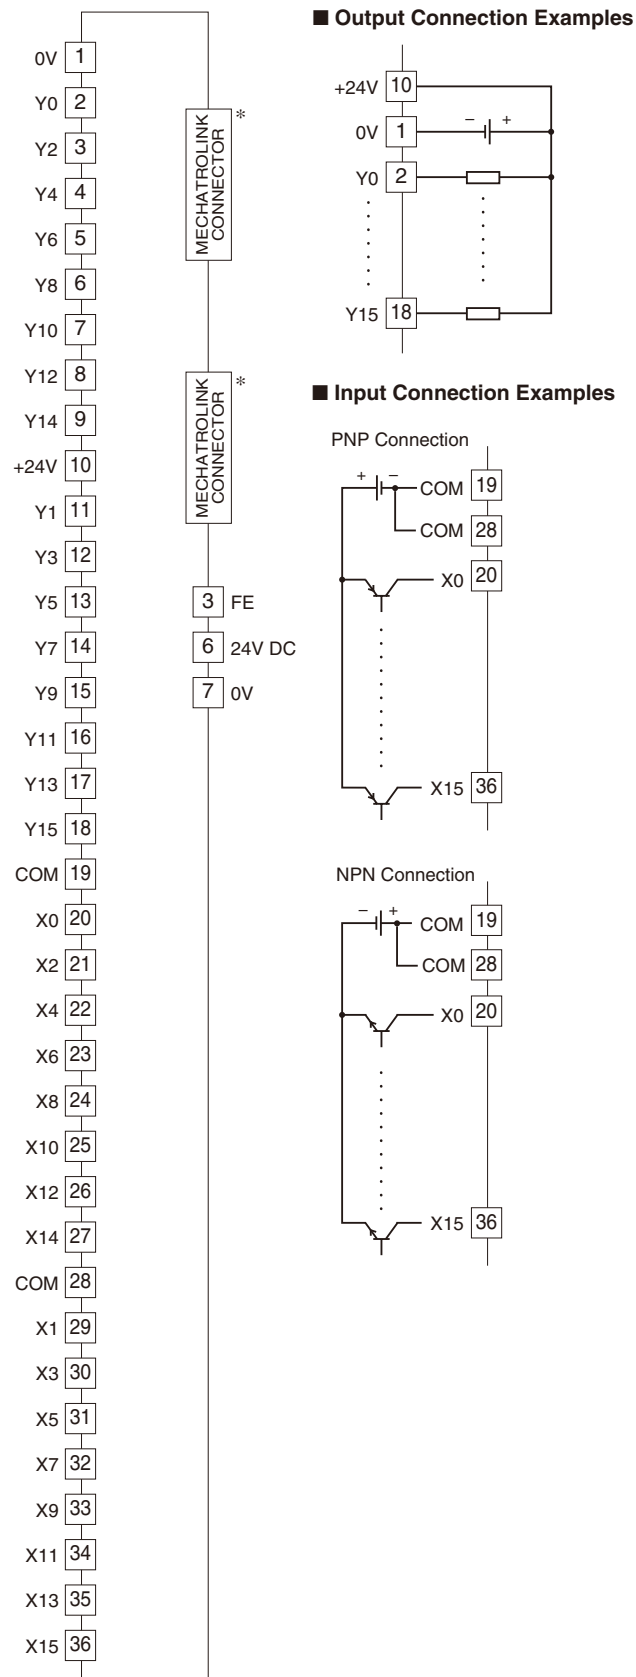 0V 1
Y0 2
Y2 3
Y4 4
Y6 5
Y8 6
Y10 7
Y12 8
Y14 9
+24V 10
Y1 11
Y3 12
Y5 13
Y7 14
Y9 15
Y11 16
Y13 17
Y15 18
COM 19
X0 20
X2 21
X4 22
X6 23
X8 24
X10 25
X12 26
X14 27
COM 28
X1 29
X3 30
X5 31
X7 32
X9 33
X11 34
X13 35
X15 36
MECHATROLINK
CONNECTOR
*
MECHATROLINK
CONNECTOR
*
3 FE
6 24V DC
7 0V
■ Output Connection Examples
+24V 10
0V 1 − +
Y0 2
Y15 18
■ Input Connection Examples
PNP Connection
+ − COM 19
COM 28
X0 20
X15 36
NPN Connection
− + COM 19
COM 28
X0 20
X15 36